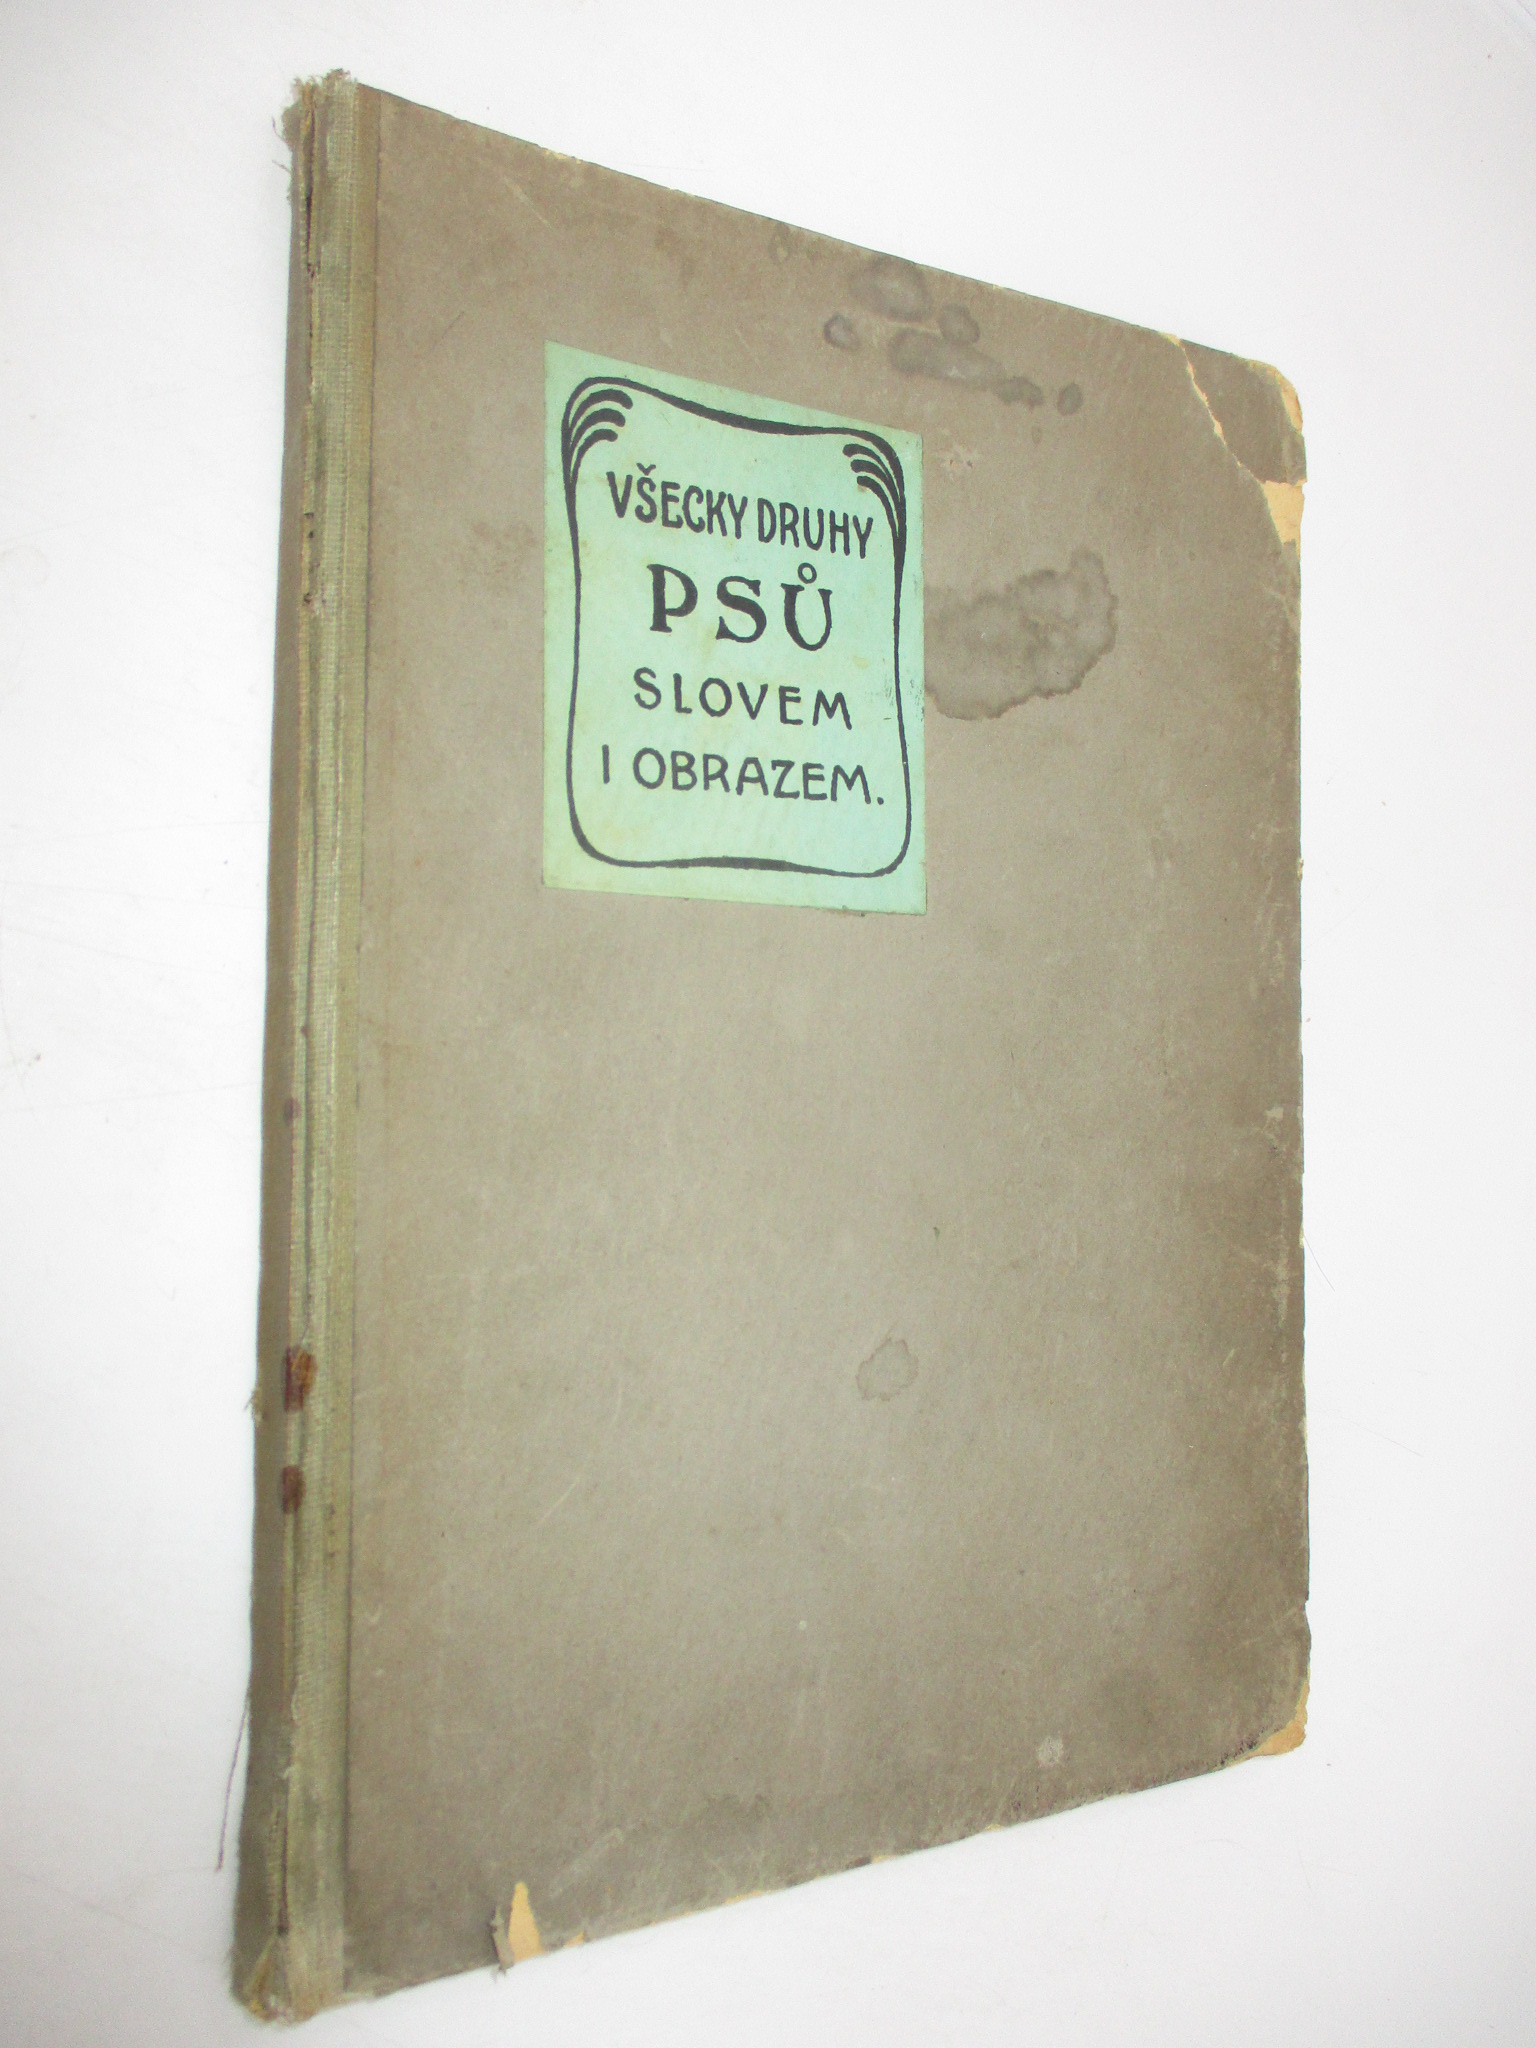 VŠECKY DRUHY
PSŮ
SLOVEM
I OBRAZEM.